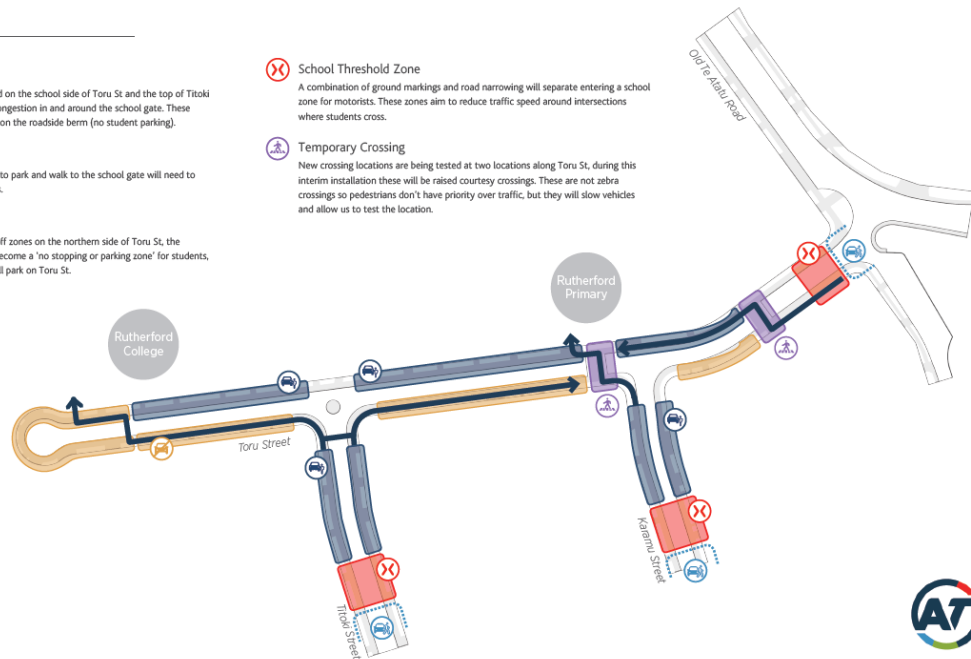 d on the school side of Toru St and the top of Titoki
ongestion in and around the school gate. These
on the roadside berm (no student parking).
to park and walk to the school gate will need to
s.
ff zones on the northern side of Toru St, the
ecome a 'no stopping or parking zone' for students,
ll park on Toru St.
School Threshold Zone
A combination of ground markings and road narrowing will separate entering a school
zone for motorists. These zones aim to reduce traffic speed around intersections
where students cross.
Temporary Crossing
New crossing locations are being tested at two locations along Toru St, during this
interim installation these will be raised courtesy crossings. These are not zebra
crossings so pedestrians don't have priority over traffic, but they will slow vehicles
and allow us to test the location.
Old Te Atatu Road
Rutherford
Primary
Rutherford
College
Toru Street
Karamu Street
Titoki Street
AT